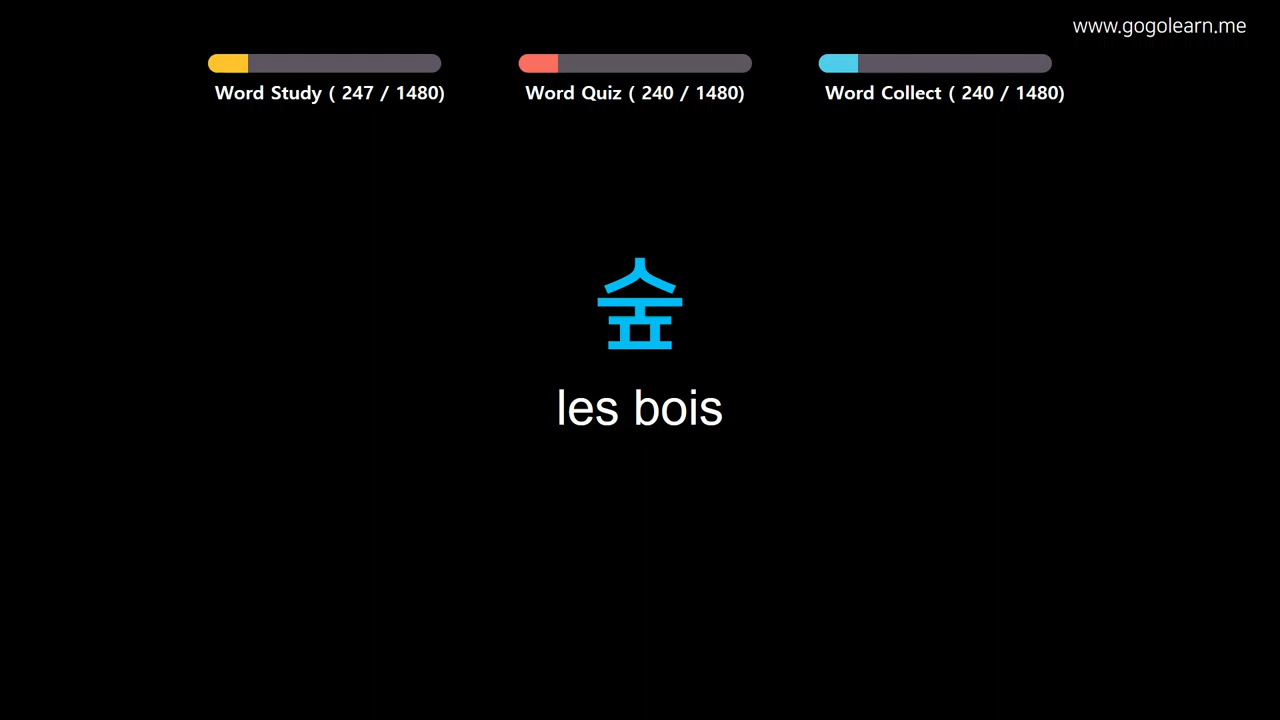 www.gogolearn.me
Word Study ( 247 / 1480)
Word Quiz ( 240 / 1480)
Word Collect ( 240 / 1480)
숲
les bois